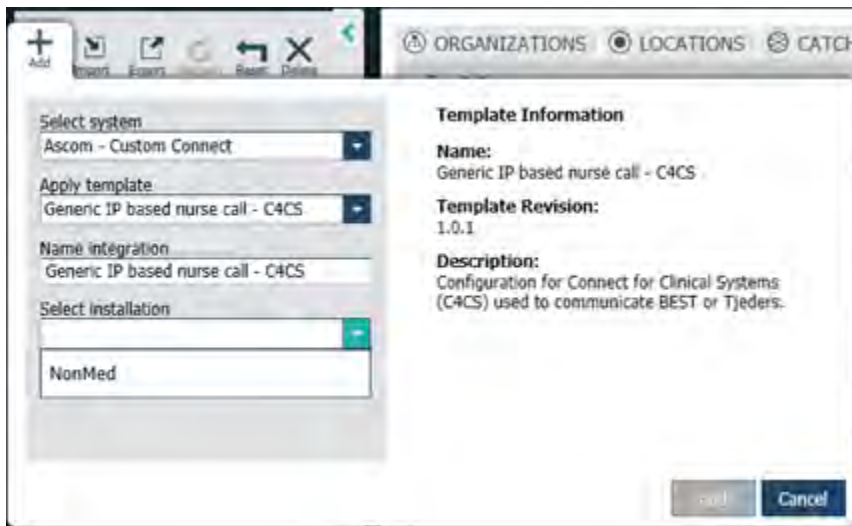 ORGANIZATIONS LOCATIONS CATCH
Add Import Export Reset Delete
Select system
Ascom - Custom Connect
Apply template
Generic IP based nurse call - C4CS
Name integration
Generic IP based nurse call - C4CS
Select installation
NonMed
Template Information
Name:
Generic IP based nurse call - C4CS
Template Revision:
1.0.1
Description:
Configuration for Connect for Clinical Systems
(C4CS) used to communicate BEST or Tjeders.
Cancel